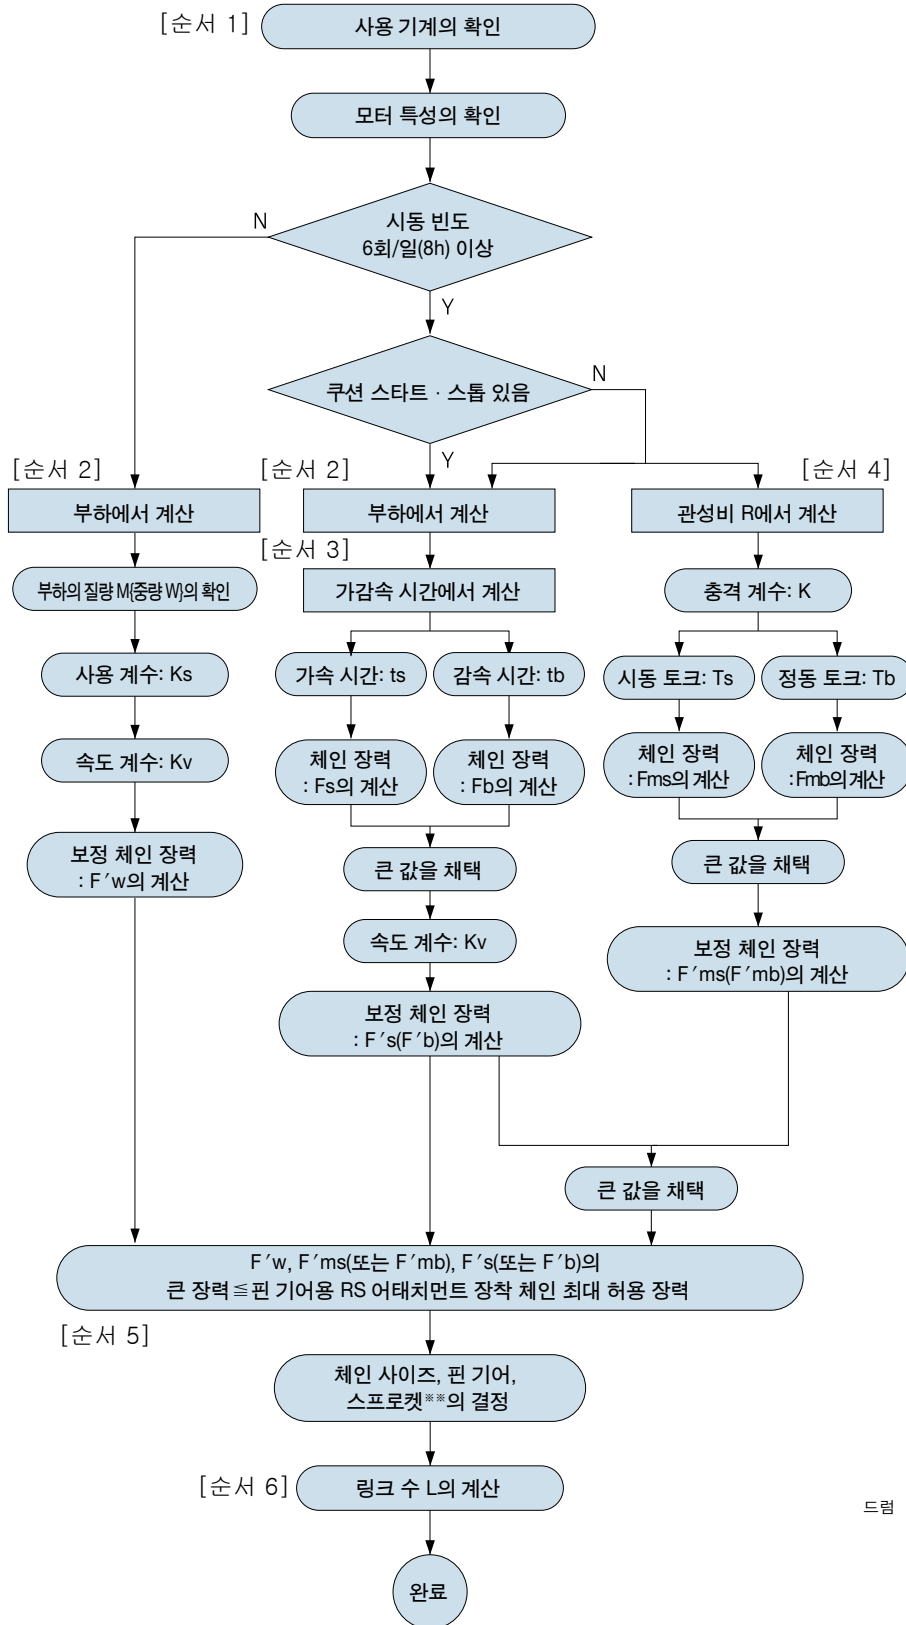 [순서 1]
사용 기계의 확인
모터 특성의 확인
시동 빈도
6회/일(8h) 이상
N
Y
쿠션 스타트 · 스톱 있음
N
Y
[순서 2]
부하에서 계산
부하의 질량 M{중량 W}의 확인
사용 계수: Ks
속도 계수: Kv
보정 체인 장력
: F′w의 계산
[순서 2]
부하에서 계산
[순서 3]
가감속 시간에서 계산
가속 시간: ts
감속 시간: tb
체인 장력
: Fs의 계산
체인 장력
: Fb의 계산
큰 값을 채택
속도 계수: Kv
보정 체인 장력
: F′s(F′b)의 계산
[순서 4]
관성비 R에서 계산
충격 계수: K
시동 토크: Ts
정동 토크: Tb
체인 장력
: Fms의 계산
체인 장력
: Fmb의 계산
큰 값을 채택
보정 체인 장력
: F′ms(F′mb)의 계산
큰 값을 채택
F′w, F′ms(또는 F′mb), F′s(또는 F′b)의
큰 장력≦핀 기어용 RS 어태치먼트 장착 체인 최대 허용 장력
[순서 5]
체인 사이즈, 핀 기어,
스프로켓※※의 결정
[순서 6]
링크 수 L의 계산
드럼
완료